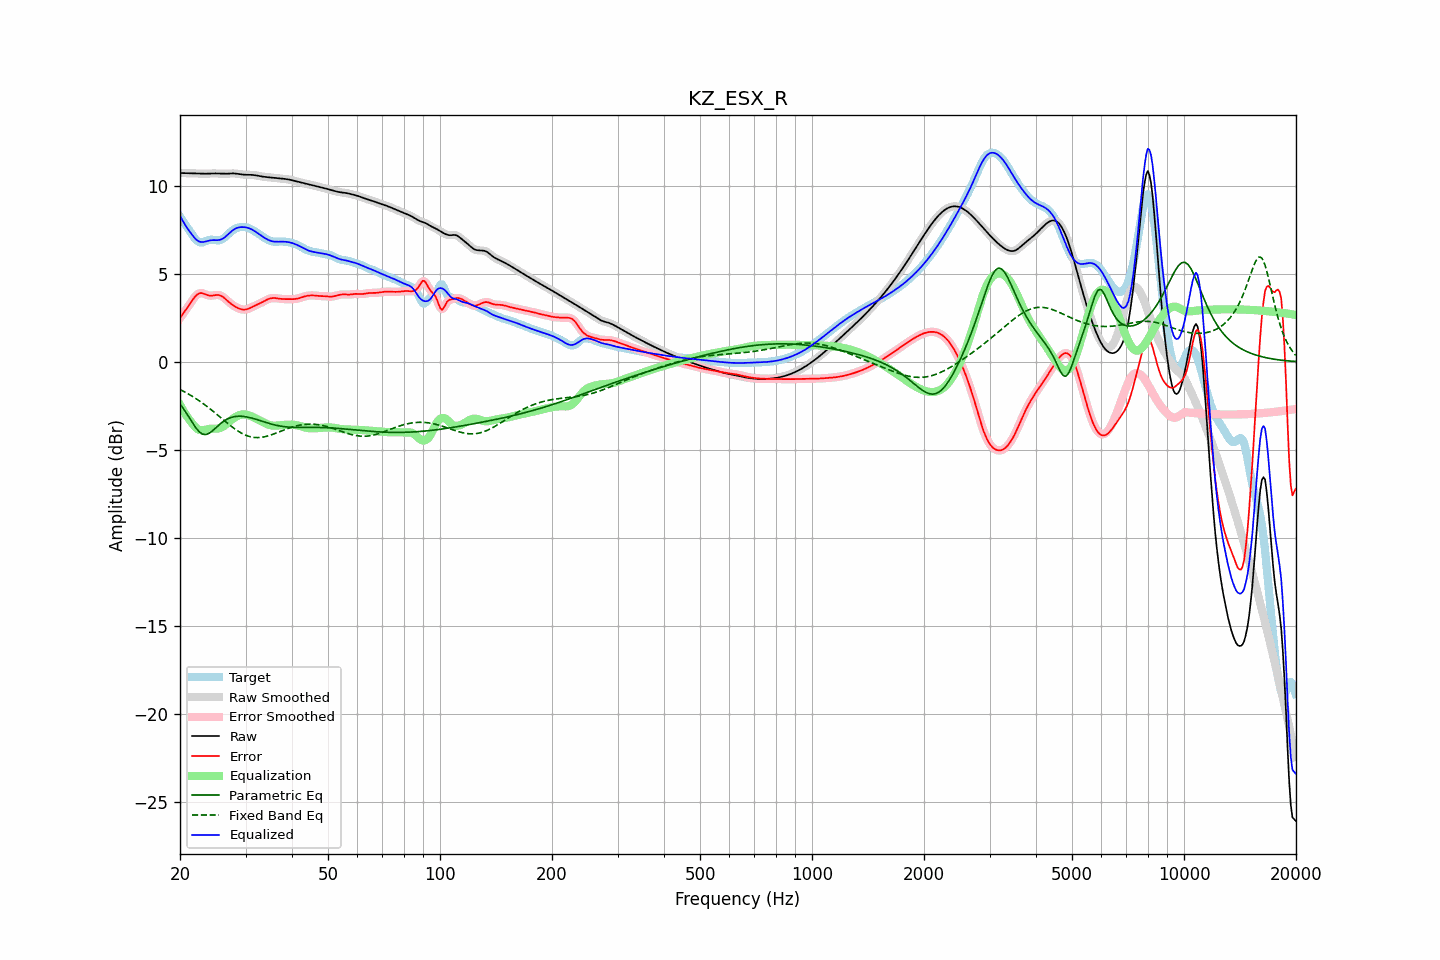 KZ_ESX_R
Amplitude (dBr)
10
5
0
−5
−10
−15
−20
−25
Target
Raw Smoothed
Error Smoothed
Raw
Error
Equalization
Parametric Eq
Fixed Band Eq
Equalized
20 50 100 200 500 1000 2000 5000 10000 20000
Frequency (Hz)